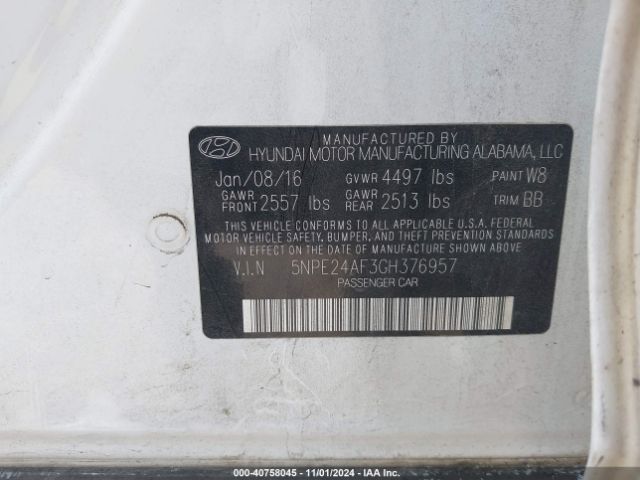 MANUFACTURED BY
HYUNDAI MOTOR MANUFACTURING ALABAMA, LLC
Jan/08/16 GVWR 4497 lbs PAINT W8
GAWR FRONT 2557 lbs GAWR REAR 2513 lbs TRIM BB
THIS VEHICLE CONFORMS TO ALL APPLICABLE U.S.A. FEDERAL
MOTOR VEHICLE SAFETY, BUMPER, AND THEFT PREVENTION STANDARDS
IN EFFECT ON THE DATE OF MANUFACTURE SHOWN ABOVE.
V.I.N 5NPE24AF3GH376957
PASSENGER CAR
000-40758045 - 11/01/2024 - IAA Inc.